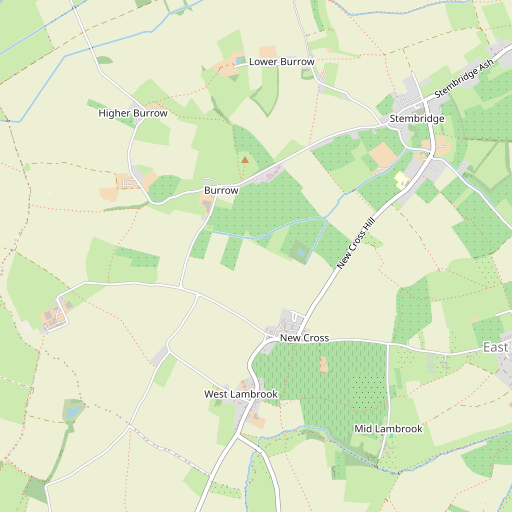 Lower Burrow
Stembridge Ash
Higher Burrow
Stembridge
Burrow
New Cross Hill
New Cross
East
West Lambrook
Mid Lambrook